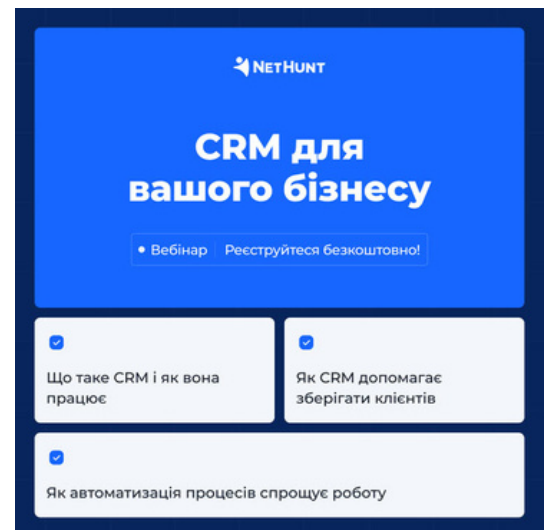 NETHUNT
CRM для
вашого бізнесу
• Вебінар Реєструйтеся безкоштовно!
Що таке CRM і як вона
працює
Як CRM допомагає
зберігати клієнтів
Як автоматизація процесів спрощує роботу